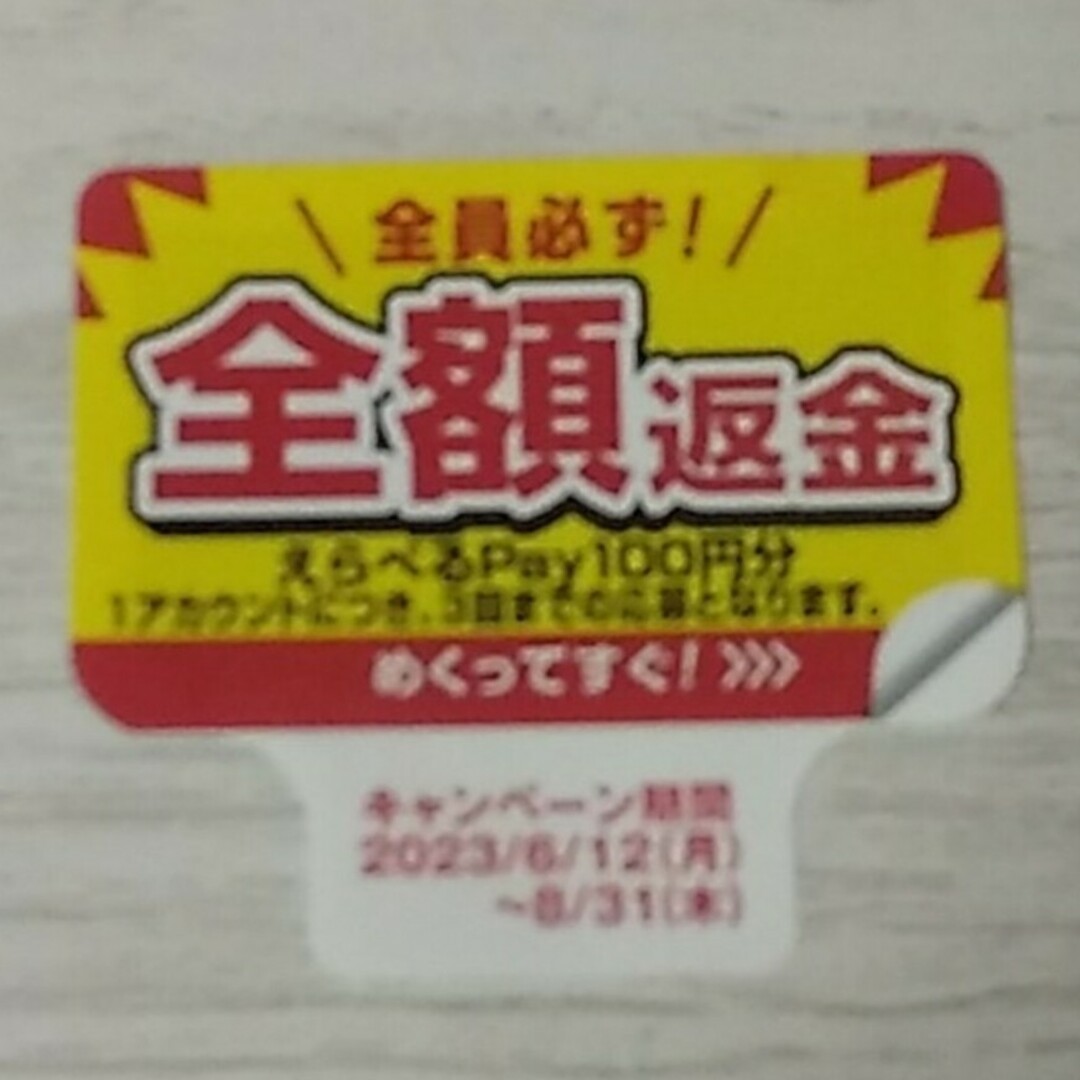 全員必ず!
全額返金
えらべるPay100円分
1アカウントにつき、3回までの応募となります。
めくってすぐ!
キャンペーン期間
2023/6/12(月)
~8/31(木)